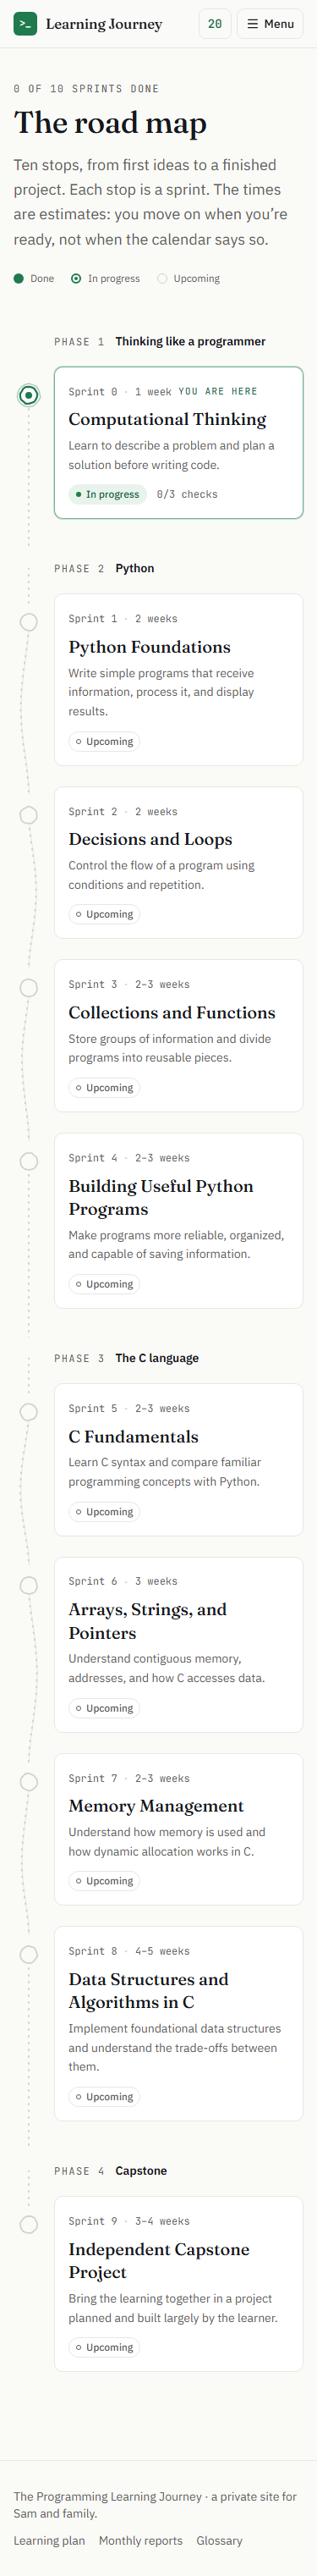 >_ Learning Journey 20 Menu
0 OF 10 SPRINTS DONE
The road map
Ten stops, from first ideas to a finished
project. Each stop is a sprint. The times
are estimates: you move on when you’re
ready, not when the calendar says so.
Done In progress Upcoming
PHASE 1 Thinking like a programmer
Sprint 0 · 1 week YOU ARE HERE
Computational Thinking
Learn to describe a problem and plan a
solution before writing code.
In progress 0/3 checks
PHASE 2 Python
Sprint 1 · 2 weeks
Python Foundations
Write simple programs that receive
information, process it, and display
results.
Upcoming
Sprint 2 · 2 weeks
Decisions and Loops
Control the flow of a program using
conditions and repetition.
Upcoming
Sprint 3 · 2–3 weeks
Collections and Functions
Store groups of information and divide
programs into reusable pieces.
Upcoming
Sprint 4 · 2–3 weeks
Building Useful Python
Programs
Make programs more reliable, organized,
and capable of saving information.
Upcoming
PHASE 3 The C language
Sprint 5 · 2–3 weeks
C Fundamentals
Learn C syntax and compare familiar
programming concepts with Python.
Upcoming
Sprint 6 · 3 weeks
Arrays, Strings, and
Pointers
Understand contiguous memory,
addresses, and how C accesses data.
Upcoming
Sprint 7 · 2–3 weeks
Memory Management
Understand how memory is used and
how dynamic allocation works in C.
Upcoming
Sprint 8 · 4–5 weeks
Data Structures and
Algorithms in C
Implement foundational data structures
and understand the trade-offs between
them.
Upcoming
PHASE 4 Capstone
Sprint 9 · 3–4 weeks
Independent Capstone
Project
Bring the learning together in a project
planned and built largely by the learner.
Upcoming
The Programming Learning Journey · a private site for
Sam and family.
Learning plan Monthly reports Glossary